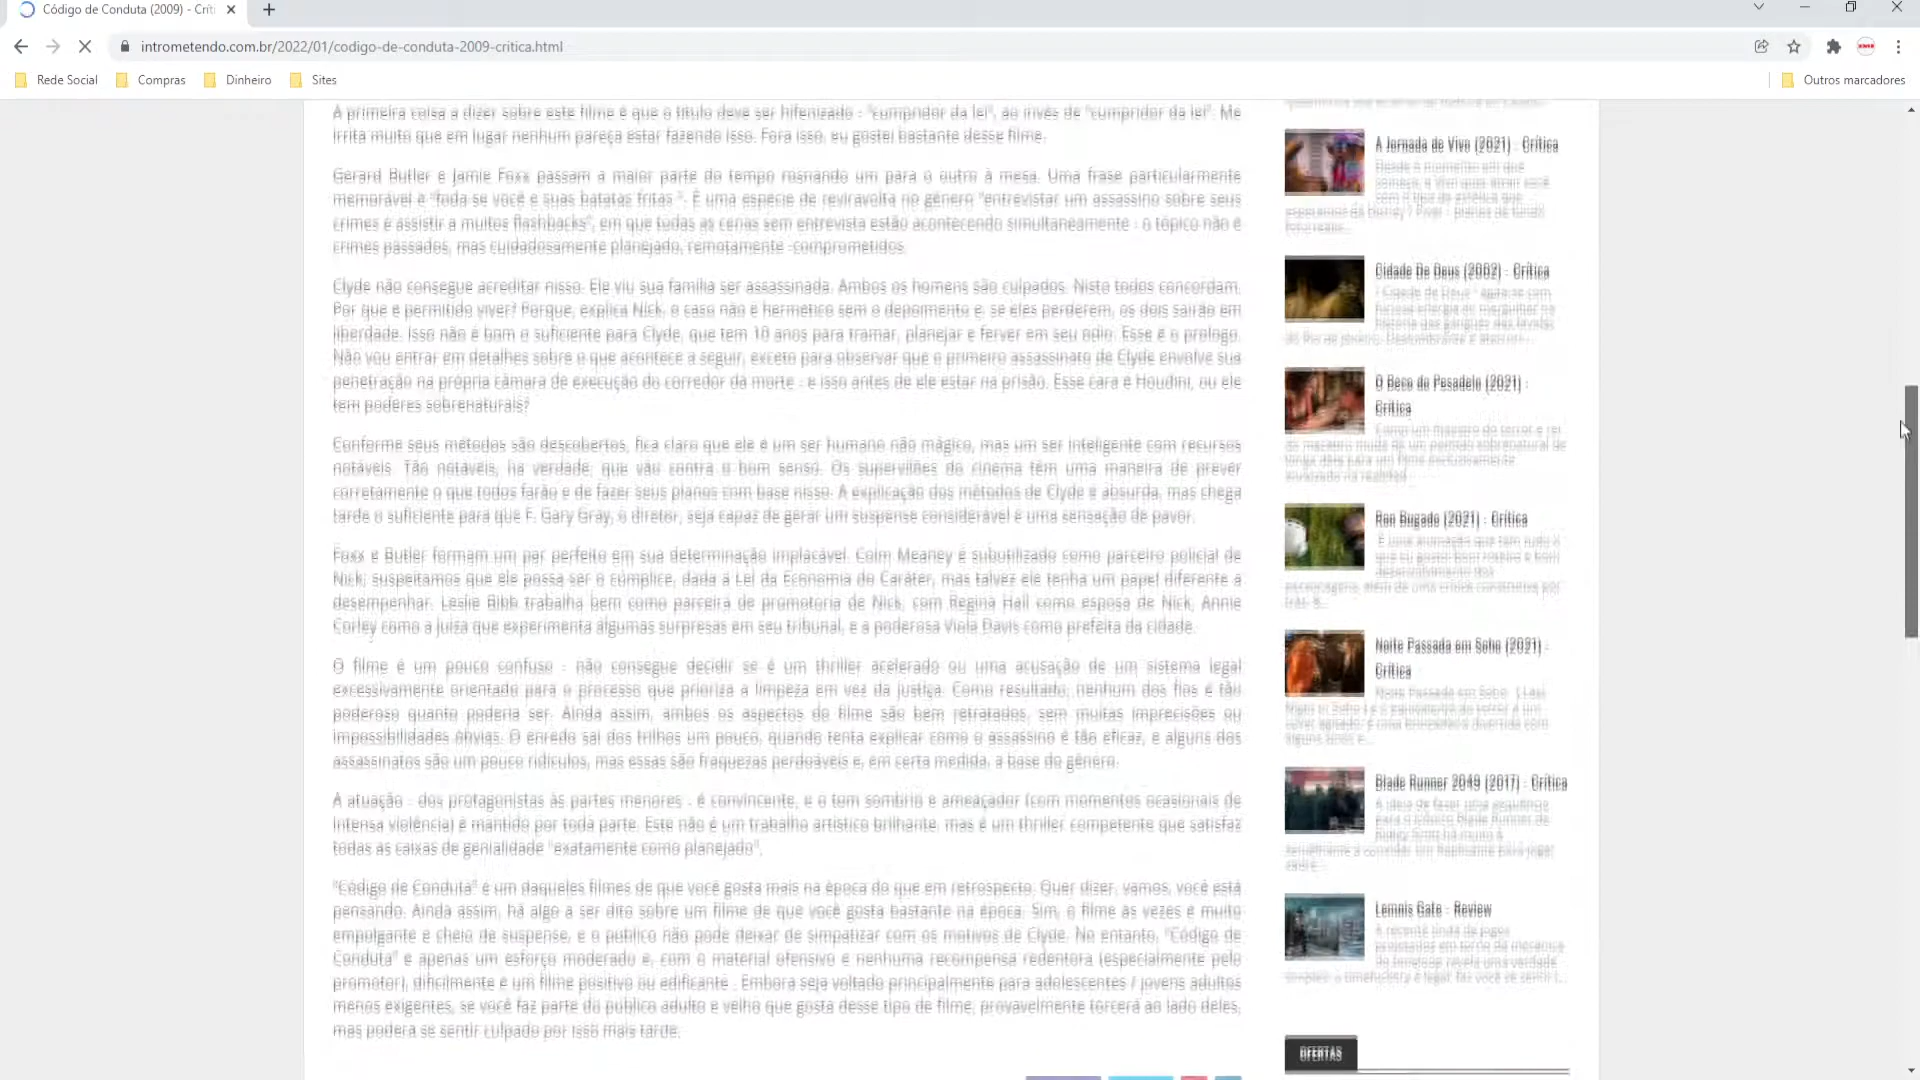 Código de Conduta (2009) - Crít
intrometendo.com.br/2022/01/codigo-de-conduta-2009-critica.html
Rede Social
Compras
Dinheiro
Sites
Outros marcadores
A primeira coisa a dizer sobre este filme é que o título deve ser hifenizado - "cumpridor da lei", ao invés de "cumpridor da lei". Me
irrita muito que em lugar nenhum pareça estar fazendo isso. Fora isso, eu gostei bastante desse filme.
Gerard Butler e Jamie Foxx passam a maior parte do tempo rosnando um para o outro à mesa. Uma frase particularmente
memorável é "foda-se você e suas batatas fritas ". É uma espécie de reviravolta no gênero "entrevistar um assassino sobre seus
crimes e assistir a muitos flashbacks", em que todas as cenas sem entrevista estão acontecendo simultaneamente - o tópico não é
crimes passados, mas cuidadosamente planejado, remotamente -comprometidos.
Clyde não consegue acreditar nisso. Ele viu sua família ser assassinada. Ambos os homens são culpados. Nisto todos concordam.
Por que é permitido viver? Porque, explica Nick, o caso não é hermético sem o depoimento e, se eles perderem, os dois sairão em
liberdade. Isso não é bom o suficiente para Clyde, que tem 10 anos para tramar, planejar e ferver em seu ódio. Esse é o prólogo.
Não vou entrar em detalhes sobre o que acontece a seguir, exceto para observar que o primeiro assassinato de Clyde envolve sua
penetração na própria câmara de execução do corredor da morte - e isso antes de ele estar na prisão. Esse cara é Houdini, ou ele
tem poderes sobrenaturais?
Conforme seus métodos são descobertos, fica claro que ele é um ser humano não mágico, mas um ser inteligente com recursos
notáveis. Tão notáveis, na verdade, que vão contra o bom senso. Os supervilões do cinema têm uma maneira de prever
corretamente o que todos farão e de fazer seus planos com base nisso. A explicação dos métodos de Clyde é absurda, mas chega
tarde o suficiente para que F. Gary Gray, o diretor, seja capaz de gerar um suspense considerável e uma sensação de pavor.
Foxx e Butler formam um par perfeito em sua determinação implacável. Colm Meaney é subutilizado como parceiro policial de
Nick; suspeitamos que ele possa ser o cúmplice, dada a Lei da Economia do Caráter, mas talvez ele tenha um papel diferente a
desempenhar. Leslie Bibb trabalha bem como parceira de promotoria de Nick, com Regina Hall como esposa de Nick, Annie
Corley como a juíza que experimenta algumas surpresas em seu tribunal, e a poderosa Viola Davis como prefeita da cidade.
O filme é um pouco confuso - não consegue decidir se é um thriller acelerado ou uma acusação de um sistema legal
excessivamente orientado para o processo que prioriza a limpeza em vez da justiça. Como resultado, nenhum dos fios é tão
poderoso quanto poderia ser. Ainda assim, ambos os aspectos do filme são bem retratados, sem muitas imprecisões ou
impossibilidades óbvias. O enredo sai dos trilhos um pouco, quando tenta explicar como o assassino é tão eficaz, e alguns dos
assassinatos são um pouco ridículos, mas essas são fraquezas perdoáveis e, em certa medida, a base do gênero.
A atuação - dos protagonistas às partes menores - é convincente, e o tom sombrio e ameaçador (com momentos ocasionais de
intensa violência) é mantido por toda parte. Este não é um trabalho artístico brilhante, mas é um thriller competente que satisfaz
todas as caixas de genialidade "exatamente como planejado".
"Código de Conduta" é um daqueles filmes de que você gosta mais na época do que em retrospecto. Quer dizer, vamos, você está
pensando. Ainda assim, há algo a ser dito sobre um filme de que você gosta bastante na época. Sim, o filme às vezes é muito
empolgante e cheio de suspense, e o público não pode deixar de simpatizar com os motivos de Clyde. No entanto, "Código de
Conduta" é apenas um esforço moderado e, com o material ofensivo e nenhuma recompensa redentora (especialmente pelo
promotor), dificilmente é um filme positivo ou edificante . Embora seja voltado principalmente para adolescentes / jovens adultos
menos exigentes, se você faz parte do público adulto e velho que gosta desse tipo de filme, provavelmente torcerá ao lado deles,
mas poderá se sentir culpado por isso mais tarde.
A Jornada de Vivo (2021) - Crítica
Cidade De Deus (2002) - Crítica
O Beco do Pesadelo (2021) -
Crítica
Ron Bugado (2021) - Crítica
Noite Passada em Soho (2021) -
Crítica
Blade Runner 2049 (2017) - Crítica
Lemnis Gate - Review
OFERTAS